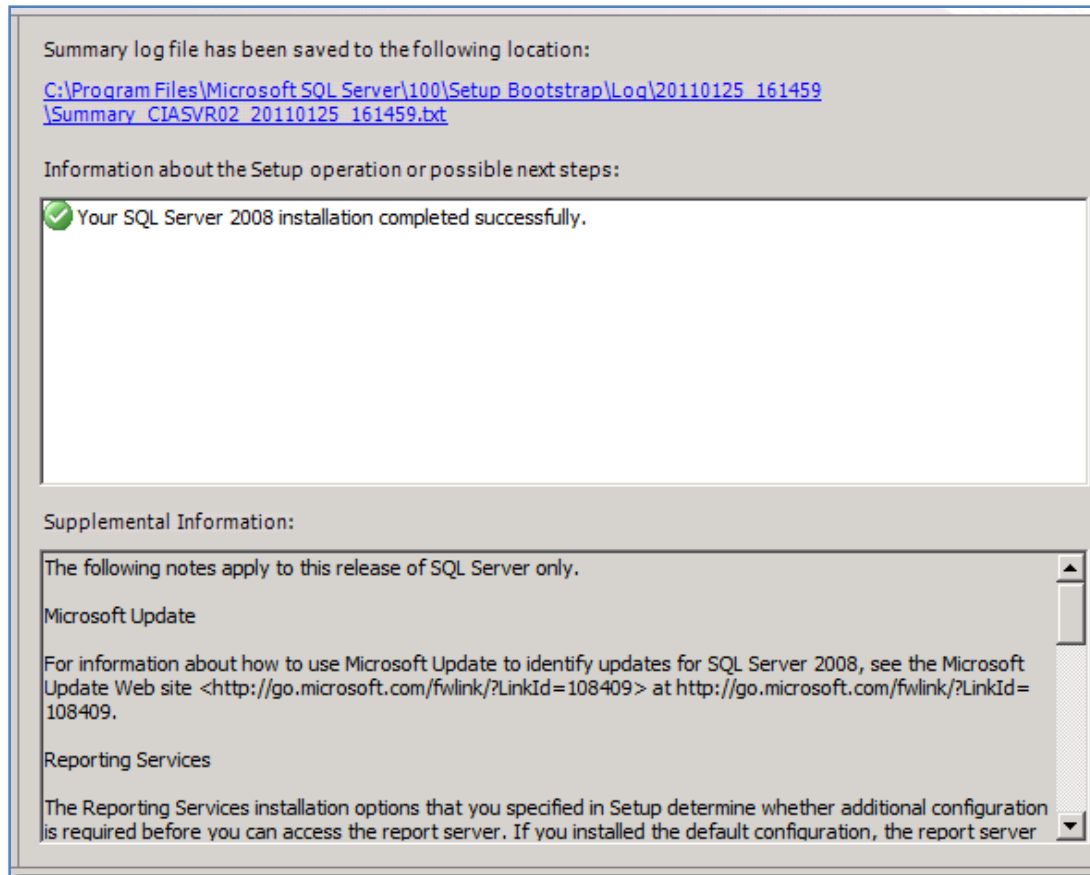 Summary log file has been saved to the following location:
C:\Program Files\Microsoft SQL Server\100\Setup Bootstrap\Log\20110125_161459
\Summary_CIASVR02_20110125_161459.txt
Information about the Setup operation or possible next steps:
Your SQL Server 2008 installation completed successfully.
Supplemental Information:
The following notes apply to this release of SQL Server only.
Microsoft Update
For information about how to use Microsoft Update to identify updates for SQL Server 2008, see the Microsoft
Update Web site <http://go.microsoft.com/fwlink/?LinkId=108409> at http://go.microsoft.com/fwlink/?LinkId=
108409.
Reporting Services
The Reporting Services installation options that you specified in Setup determine whether additional configuration
is required before you can access the report server. If you installed the default configuration, the report server